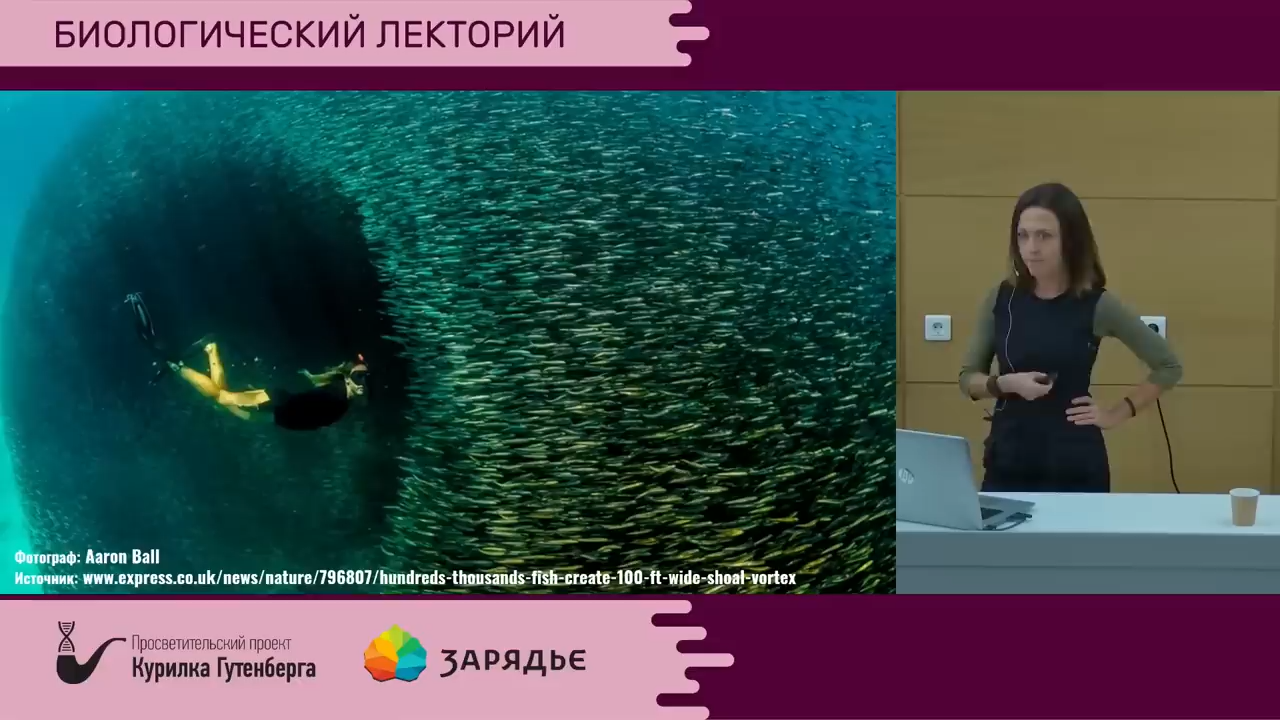 БИОЛОГИЧЕСКИЙ ЛЕКТОРИЙ
Фотограф: Aaron Ball
Источник: www.express.co.uk/news/nature/796807/hundreds-thousands-fish-create-100-ft-wide-shoal-vortex
Просветительский проект
Курилка Гутенберга
ЗАРЯДЬЕ
hp